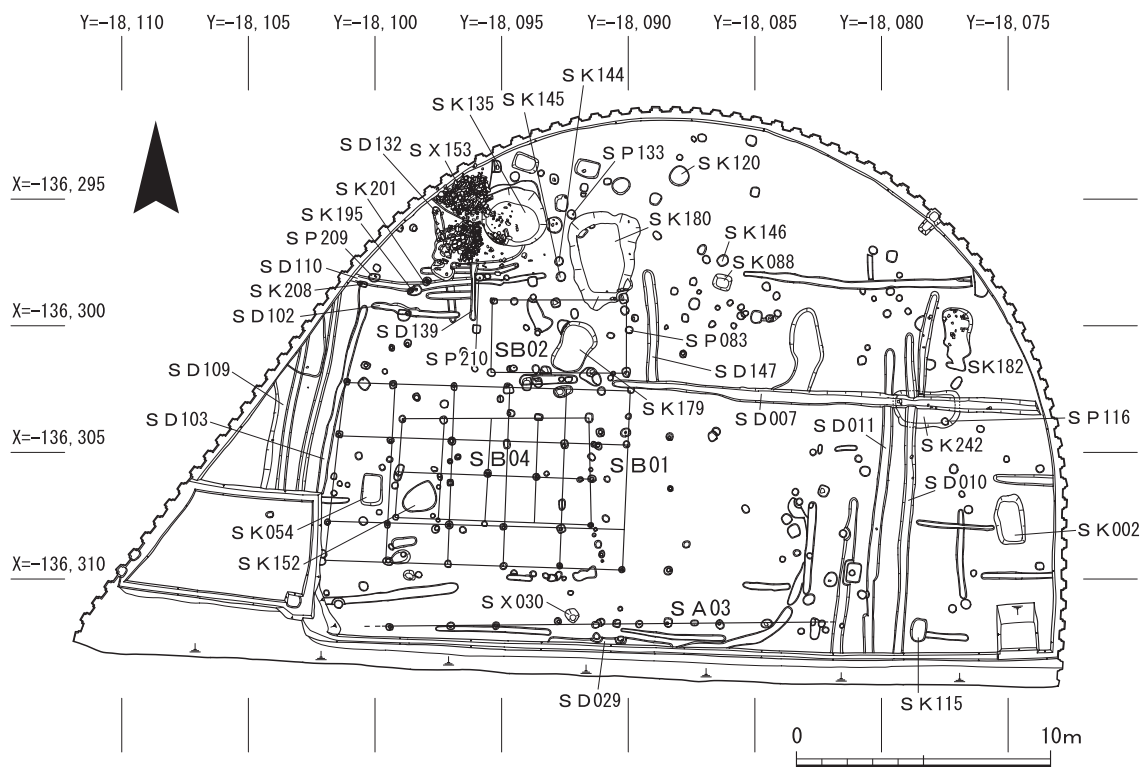 Y=-18,110 Y=-18,105 Y=-18,100 Y=-18,095 Y=-18,090 Y=-18,085 Y=-18,080 Y=-18,075
SK144
SK135 SK145
SD132 SX153 SP133
SK120
X=-136,295
SK201
SK195 SK180
SP209 SK146
SD110 SK088
SK208
X=-136,300
SD102
SD139 SP083
SP210 SB02
SD109 SD147 SK182
SK179 SD007 SP116
SD103 SD011
X=-136,305 SK242
SB04 SB01
SD010
SK054 SK002
SK152
X=-136,310
SX030 SA03
SD029 SK115
0 10m